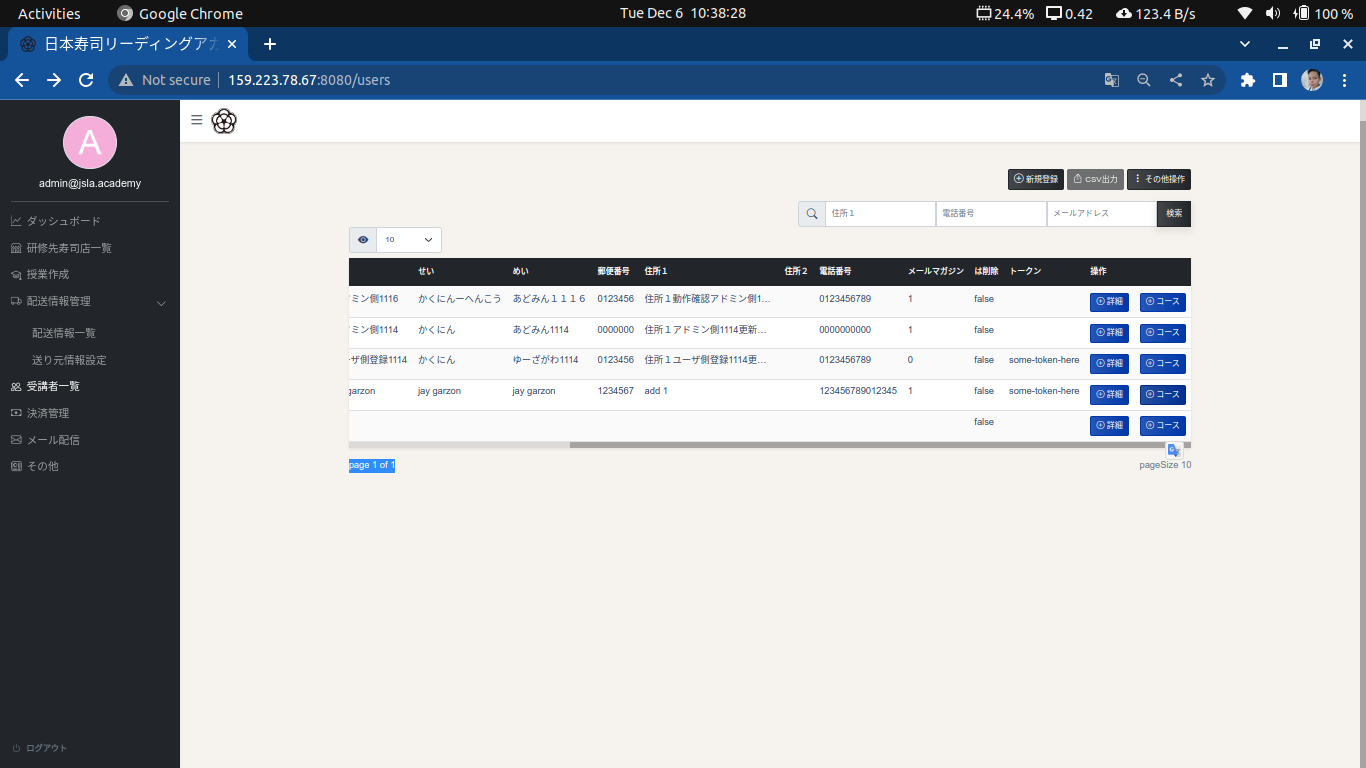 Activities Google Chrome Tue Dec 6 10:38:28 24.4% 0.42 123.4 B/s 100 %
日本寿司リーディングアカ
Not secure 159.223.78.67:8080/users
A
admin@jsla.academy
ダッシュボード
研修先寿司店一覧
授業作成
配送情報管理
配送情報一覧
送り元情報設定
受講者一覧
決済管理
メール配信
その他
ログアウト
新規登録 CSV出力 その他操作
住所１ 電話番号 メールアドレス 検索
10
せい めい 郵便番号 住所１ 住所２ 電話番号 メールマガジン は削除 トークン 操作
ミン側1116 かくにんーへんこう あどみん１１１６ 0123456 住所１動作確認アドミン側1... 0123456789 1 false 詳細 コース
ミン側1114 かくにん あどみん1114 0000000 住所１アドミン側1114更新... 0000000000 1 false 詳細 コース
ザ側登録1114 かくにん ゆーざがわ1114 0123456 住所１ユーザ側登録1114更... 0123456789 0 false some-token-here 詳細 コース
garzon jay garzon jay garzon 1234567 add 1 123456789012345 1 false some-token-here 詳細 コース
false 詳細 コース
page 1 of 1 pageSize 10